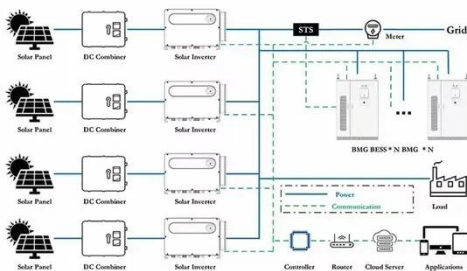 STS
Meter
Grid
Solar Panel DC Combiner Solar Inverter
BMG BESS * N BMG * N
Solar Panel DC Combiner Solar Inverter
Power
Communication
Load
Solar Panel DC Combiner Solar Inverter
Solar Panel DC Combiner Solar Inverter
Controller Router Cloud Server Applications